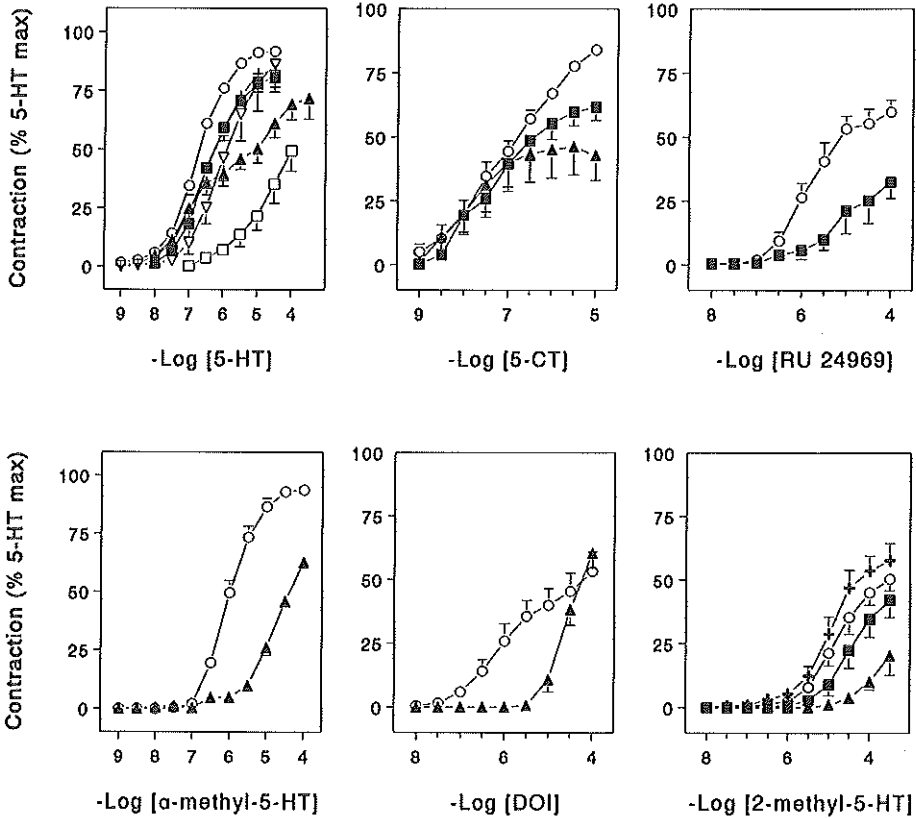 Contraction (% 5-HT max)
100
75
50
25
0
9 8 7 6 5 4
-Log [5-HT]
100
75
50
25
0
9 7 5
-Log [5-CT]
100
75
50
25
0
8 6 4
-Log [RU 24969]
Contraction (% 5-HT max)
100
75
50
25
0
9 8 7 6 5 4
-Log [α-methyl-5-HT]
100
75
50
25
0
8 6 4
-Log [DOI]
100
75
50
25
0
8 6 4
-Log [2-methyl-5-HT]